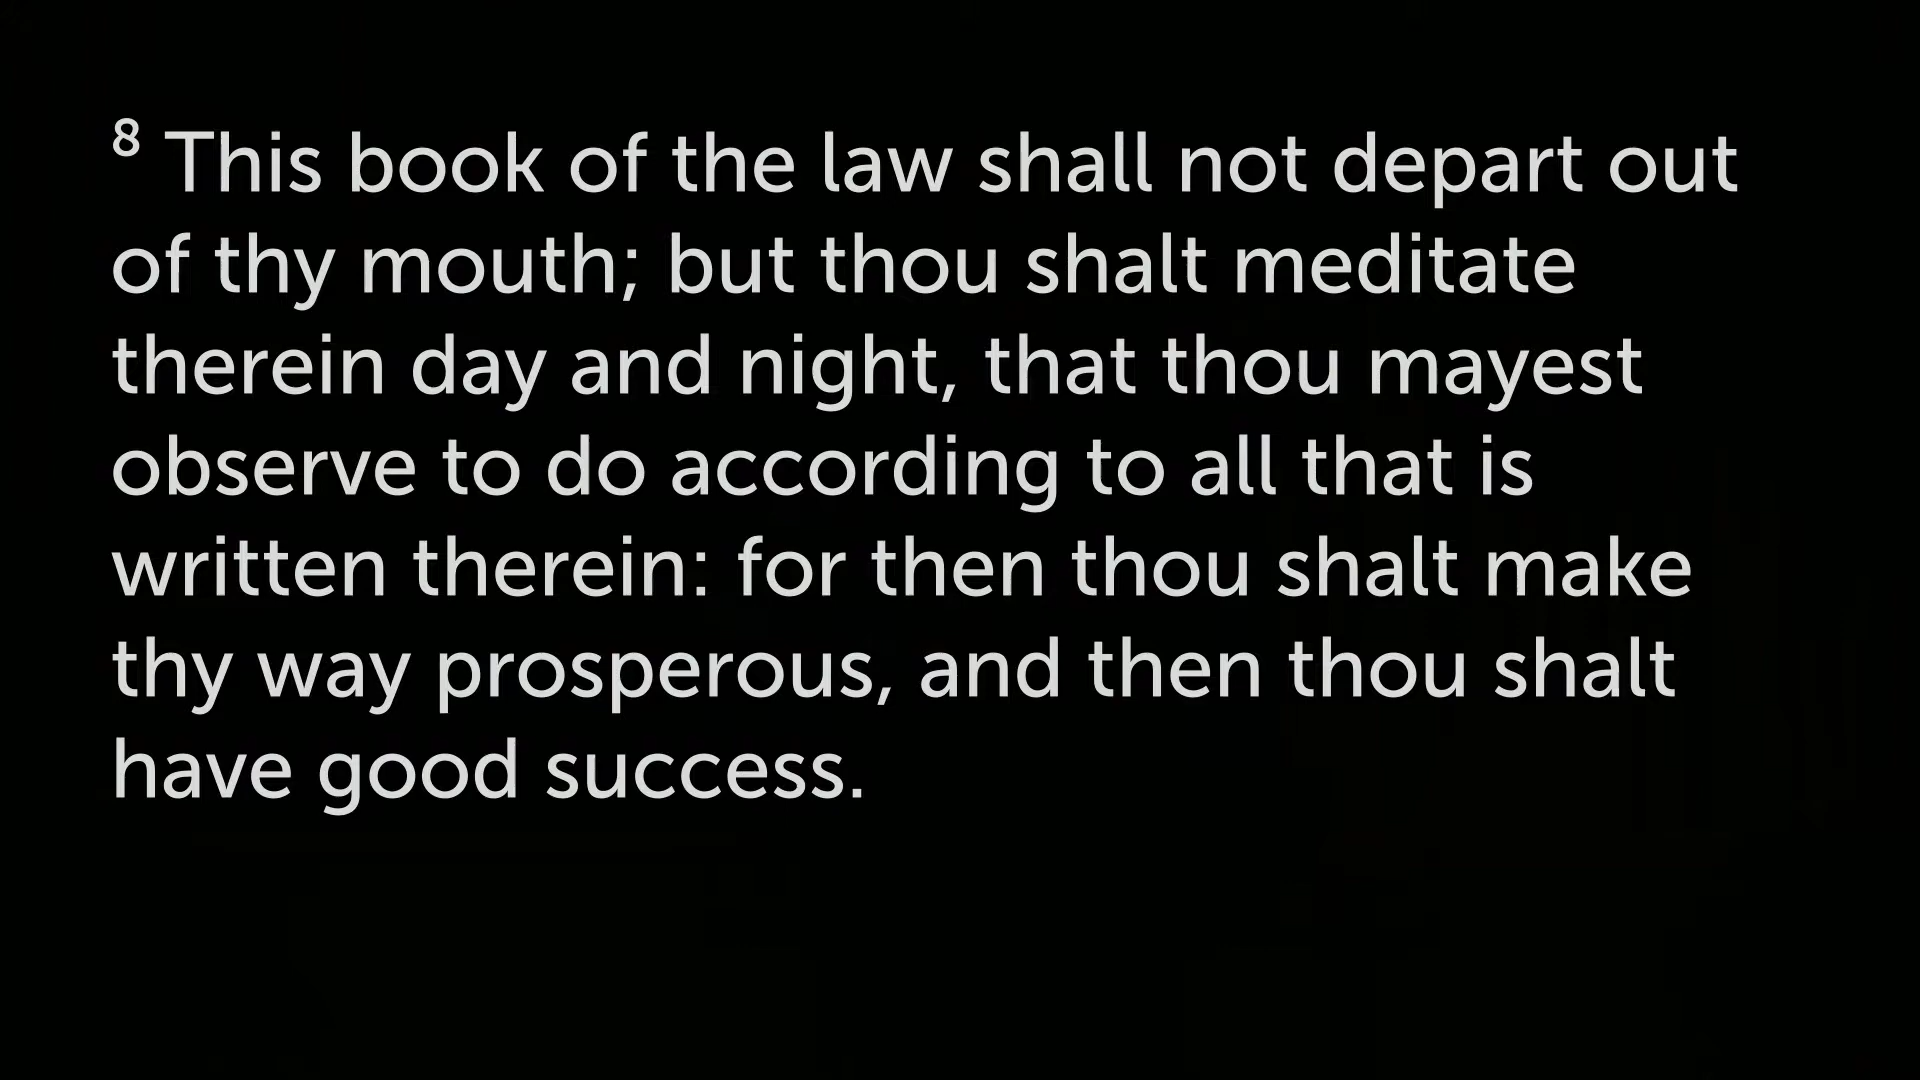 8 This book of the law shall not depart out
of thy mouth; but thou shalt meditate
therein day and night, that thou mayest
observe to do according to all that is
written therein: for then thou shalt make
thy way prosperous, and then thou shalt
have good success.